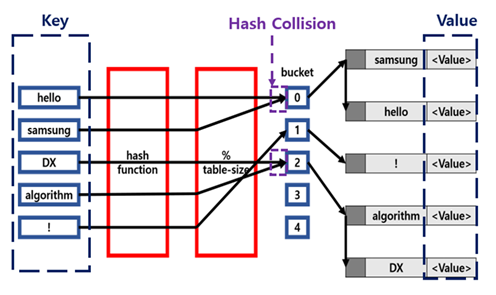 Key
Hash Collision
Value
bucket
hello
samsung
DX
algorithm
!
hash
function
%
table-size
0
1
2
3
4
samsung <Value>
hello <Value>
! <Value>
algorithm <Value>
DX <Value>